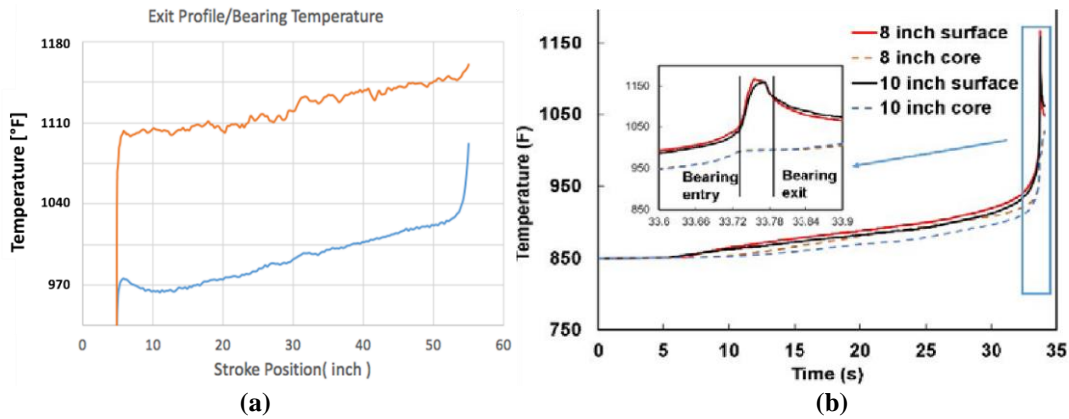 Exit Profile/Bearing Temperature
Temperature [°F]
1180
1110
1040
970
0 10 20 30 40 50 60
Stroke Position( inch )
(a)
Temperature (F)
1150
1050
950
850
750
0 5 10 15 20 25 30 35
Time (s)
8 inch surface
8 inch core
10 inch surface
10 inch core
1150
1050
950
850
Bearing entry
Bearing exit
33.6 33.66 33.72 33.78 33.84 33.9
(b)